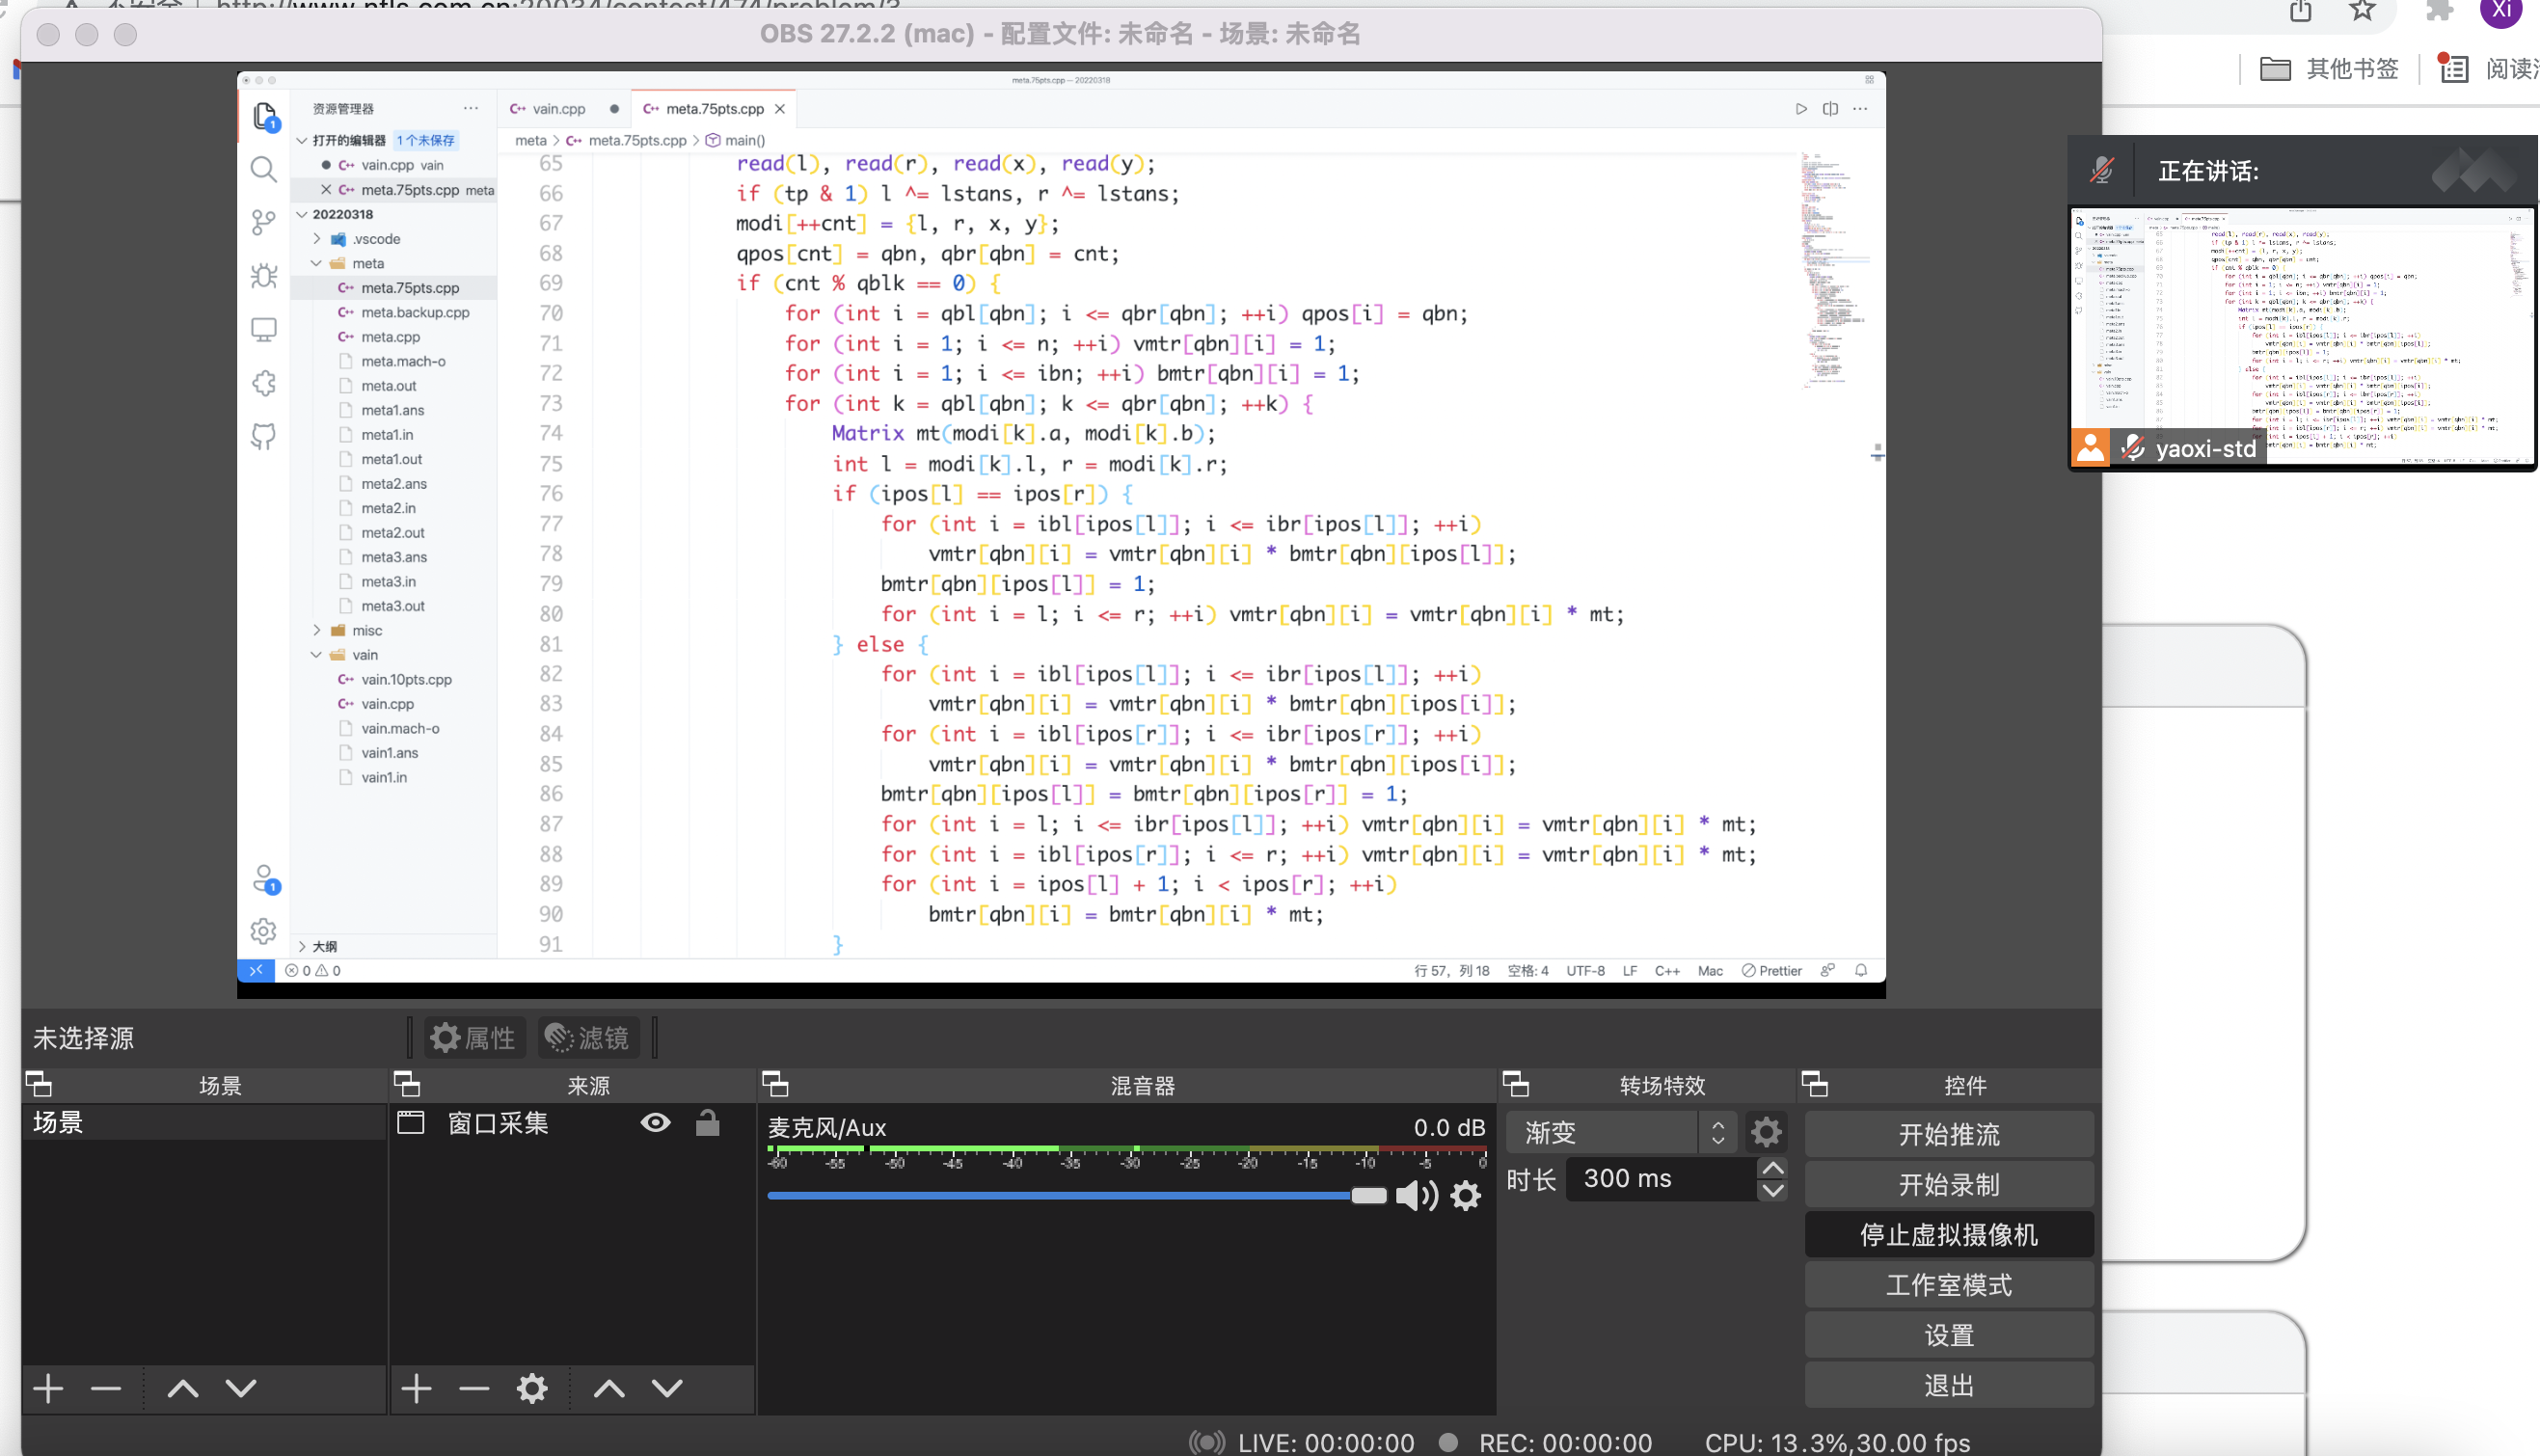 OBS 27.2.2 (mac) - 配置文件: 未命名 - 场景: 未命名
Xi
其他书签
meta.75pts.cpp — 20220318
资源管理器
打开的编辑器 1 个未保存
vain.cpp vain
meta.75pts.cpp meta
20220318
.vscode
meta
meta.75pts.cpp
meta.backup.cpp
meta.cpp
meta.mach-o
meta.out
meta1.ans
meta1.in
meta1.out
meta2.ans
meta2.in
meta2.out
meta3.ans
meta3.in
meta3.out
misc
vain
vain.10pts.cpp
vain.cpp
vain.mach-o
vain1.ans
vain1.in
大纲
vain.cpp
meta.75pts.cpp
meta > meta.75pts.cpp > main()
65 read(l), read(r), read(x), read(y);
66 if (tp & 1) l ^= lstans, r ^= lstans;
67 modi[++cnt] = {l, r, x, y};
68 qpos[cnt] = qbn, qbr[qbn] = cnt;
69 if (cnt % qblk == 0) {
70 for (int i = qbl[qbn]; i <= qbr[qbn]; ++i) qpos[i] = qbn;
71 for (int i = 1; i <= n; ++i) vmtr[qbn][i] = 1;
72 for (int i = 1; i <= ibn; ++i) bmtr[qbn][i] = 1;
73 for (int k = qbl[qbn]; k <= qbr[qbn]; ++k) {
74 Matrix mt(modi[k].a, modi[k].b);
75 int l = modi[k].l, r = modi[k].r;
76 if (ipos[l] == ipos[r]) {
77 for (int i = ibl[ipos[l]]; i <= ibr[ipos[l]]; ++i)
78 vmtr[qbn][i] = vmtr[qbn][i] * bmtr[qbn][ipos[l]];
79 bmtr[qbn][ipos[l]] = 1;
80 for (int i = l; i <= r; ++i) vmtr[qbn][i] = vmtr[qbn][i] * mt;
81 } else {
82 for (int i = ibl[ipos[l]]; i <= ibr[ipos[l]]; ++i)
83 vmtr[qbn][i] = vmtr[qbn][i] * bmtr[qbn][ipos[i]];
84 for (int i = ibl[ipos[r]]; i <= ibr[ipos[r]]; ++i)
85 vmtr[qbn][i] = vmtr[qbn][i] * bmtr[qbn][ipos[i]];
86 bmtr[qbn][ipos[l]] = bmtr[qbn][ipos[r]] = 1;
87 for (int i = l; i <= ibr[ipos[l]]; ++i) vmtr[qbn][i] = vmtr[qbn][i] * mt;
88 for (int i = ibl[ipos[r]]; i <= r; ++i) vmtr[qbn][i] = vmtr[qbn][i] * mt;
89 for (int i = ipos[l] + 1; i < ipos[r]; ++i)
90 bmtr[qbn][i] = bmtr[qbn][i] * mt;
91 }
0 0
行 57，列 18 空格: 4 UTF-8 LF C++ Mac Prettier
正在讲话:
yaoxi-std
未选择源
属性
滤镜
场景
来源
混音器
转场特效
控件
场景
窗口采集
麦克风/Aux 0.0 dB
-60 -55 -50 -45 -40 -35 -30 -25 -20 -15 -10 -5 0
渐变
时长 300 ms
开始推流
开始录制
停止虚拟摄像机
工作室模式
设置
退出
LIVE: 00:00:00 REC: 00:00:00 CPU: 13.3%,30.00 fps